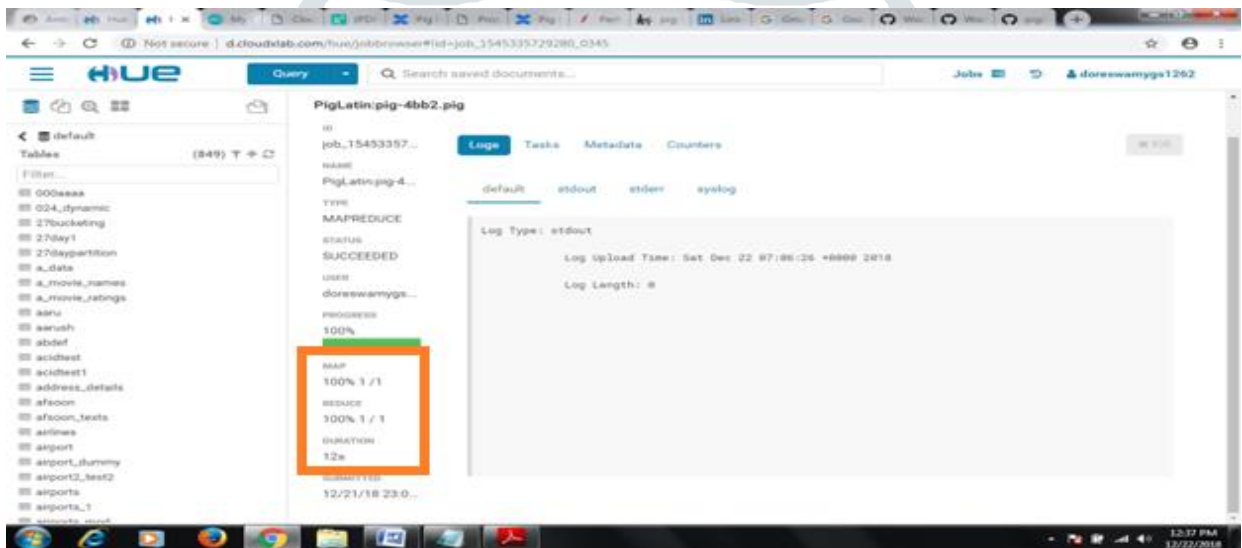 Not secure | d.cloudxlab.com/hue/jobbrowser#!id=job_1545335729280_0345
HUE
Query
Search saved documents...
Jobs
doreswamygs1262
default
Tables
(849)
Filter...
000aaaa
024_dynamic
27bucketing
27day1
27daypartition
a_data
a_movie_names
a_movie_ratings
aaru
aarush
abdef
acidtest
acidtest1
address_details
afsoon
afsoon_texts
airlines
airport
airport_dummy
airport2_test2
airports
airports_1
airports_mod
PigLatin:pig-4bb2.pig
ID
job_15453357...
NAME
PigLatin:pig-4...
TYPE
MAPREDUCE
STATUS
SUCCEEDED
USER
doreswamygs...
PROGRESS
100%
MAP
100% 1 /1
REDUCE
100% 1 / 1
DURATION
12s
SUBMITTED
12/21/18 23:0...
Logs
Tasks
Metadata
Counters
default
stdout
stderr
syslog
Log Type: stdout
Log Upload Time: Sat Dec 22 07:06:26 +0000 2018
Log Length: 0
12:37 PM
12/22/2018